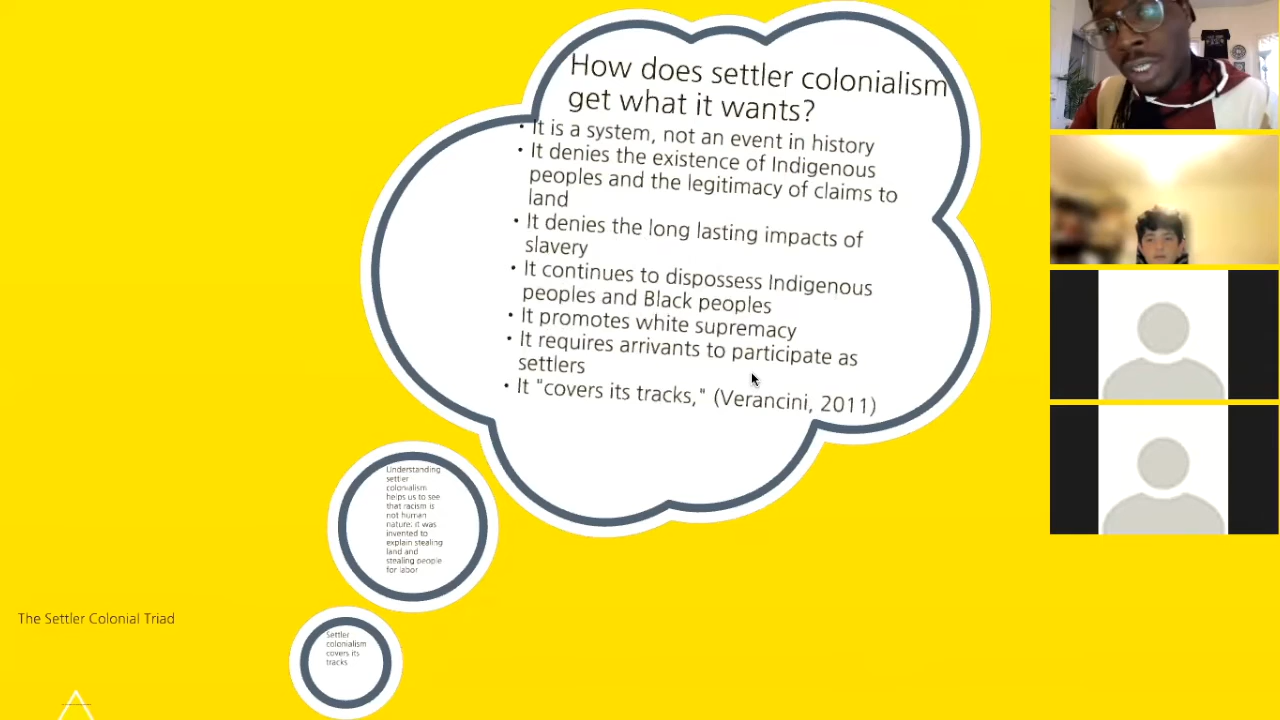 How does settler colonialism
get what it wants?
• It is a system, not an event in history
• It denies the existence of Indigenous
peoples and the legitimacy of claims to
land
• It denies the long lasting impacts of
slavery
• It continues to dispossess Indigenous
peoples and Black peoples
• It promotes white supremacy
• It requires arrivants to participate as
settlers
• It "covers its tracks," (Verancini, 2011)
Understanding
settler
colonialism
helps us to see
that racism is
not human
nature; it was
invented to
explain stealing
land and
stealing people
for labor
The Settler Colonial Triad
Settler
colonialism
covers its
tracks